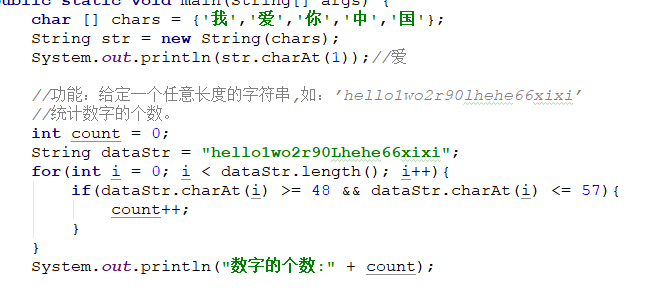 public static void main(String[] args) {
char [] chars = {'我','爱','你','中','国'};
String str = new String(chars);
System.out.println(str.charAt(1));//爱
//功能：给定一个任意长度的字符串,如：'hello1wo2r90lhehe66xixi'
//统计数字的个数。
int count = 0;
String dataStr = "hello1wo2r90Lhehe66xixi";
for(int i = 0; i < dataStr.length(); i++){
if(dataStr.charAt(i) >= 48 && dataStr.charAt(i) <= 57){
count++;
}
}
System.out.println("数字的个数:" + count);